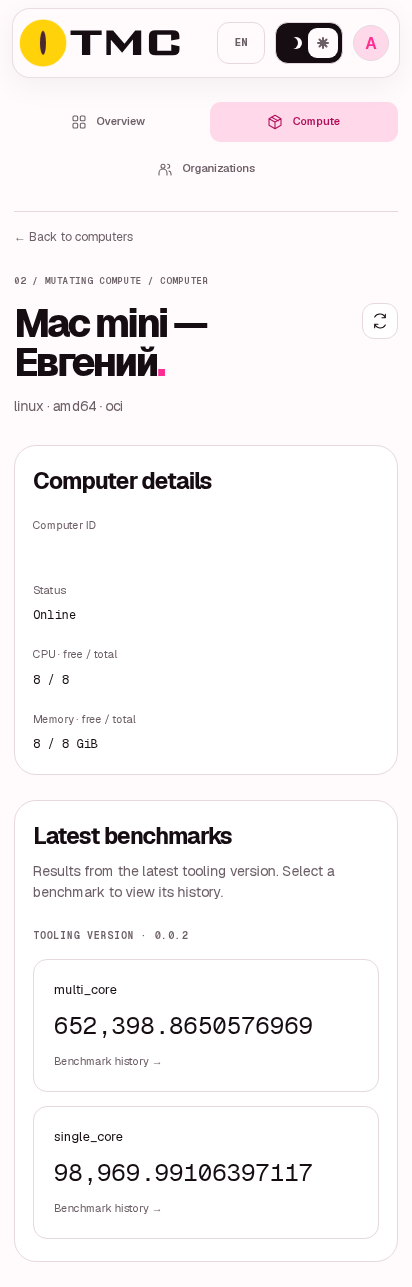 TMC
EN
A
Overview
Compute
Organizations
← Back to computers
02 / MUTATING COMPUTE / COMPUTER
Mac mini —
Евгений.
linux · amd64 · oci
Computer details
Computer ID
Status
Online
CPU · free / total
8 / 8
Memory · free / total
8 / 8 GiB
Latest benchmarks
Results from the latest tooling version. Select a
benchmark to view its history.
TOOLING VERSION · 0.0.2
multi_core
652,398.8650576969
Benchmark history →
single_core
98,969.99106397117
Benchmark history →